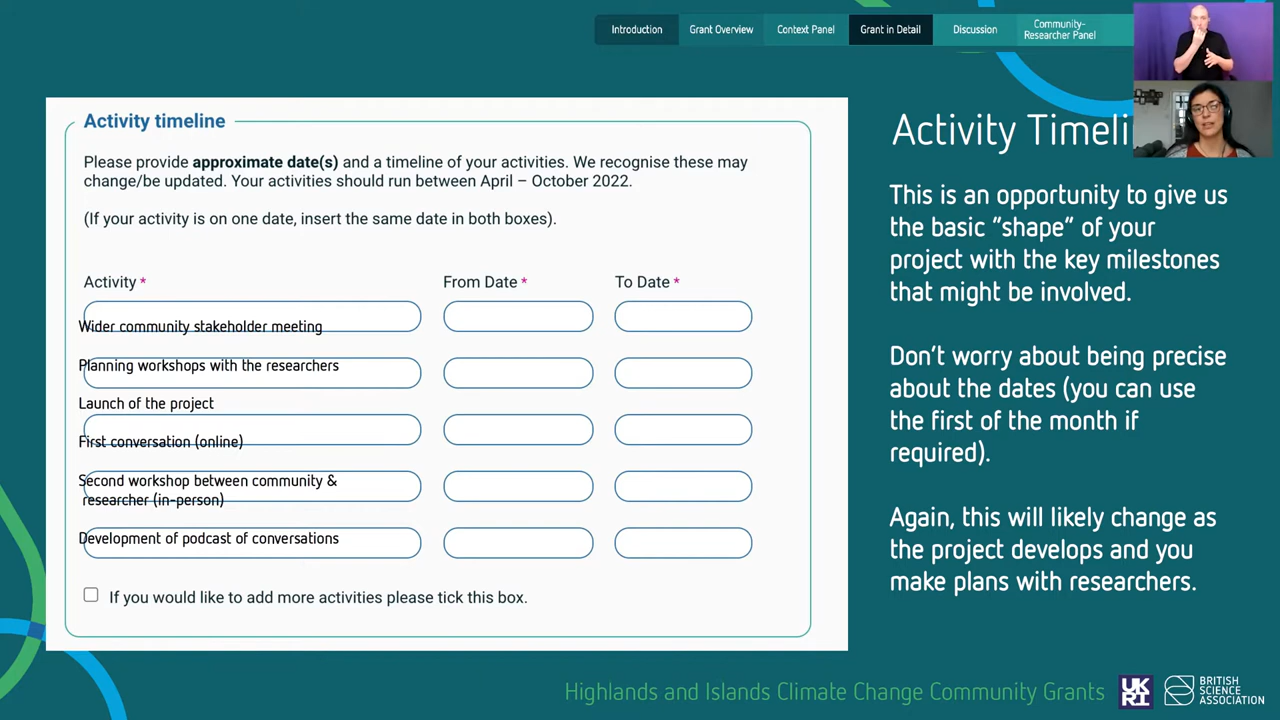 Introduction
Grant Overview
Context Panel
Grant in Detail
Discussion
Community-
Researcher Panel
Activity timeline
Please provide approximate date(s) and a timeline of your activities. We recognise these may
change/be updated. Your activities should run between April – October 2022.
(If your activity is on one date, insert the same date in both boxes).
Activity * From Date * To Date *
Wider community stakeholder meeting
Planning workshops with the researchers
Launch of the project
First conversation (online)
Second workshop between community &
researcher (in-person)
Development of podcast of conversations
If you would like to add more activities please tick this box.
Activity
This is an opportunity to give us
the basic “shape” of your
project with the key milestones
that might be involved.
Don’t worry about being precise
about the dates (you can use
the first of the month if
required).
Again, this will likely change as
the project develops and you
make plans with researchers.
Highlands and Islands Climate Change Community Grants
UK
RI
BRITISH
SCIENCE
ASSOCIATION